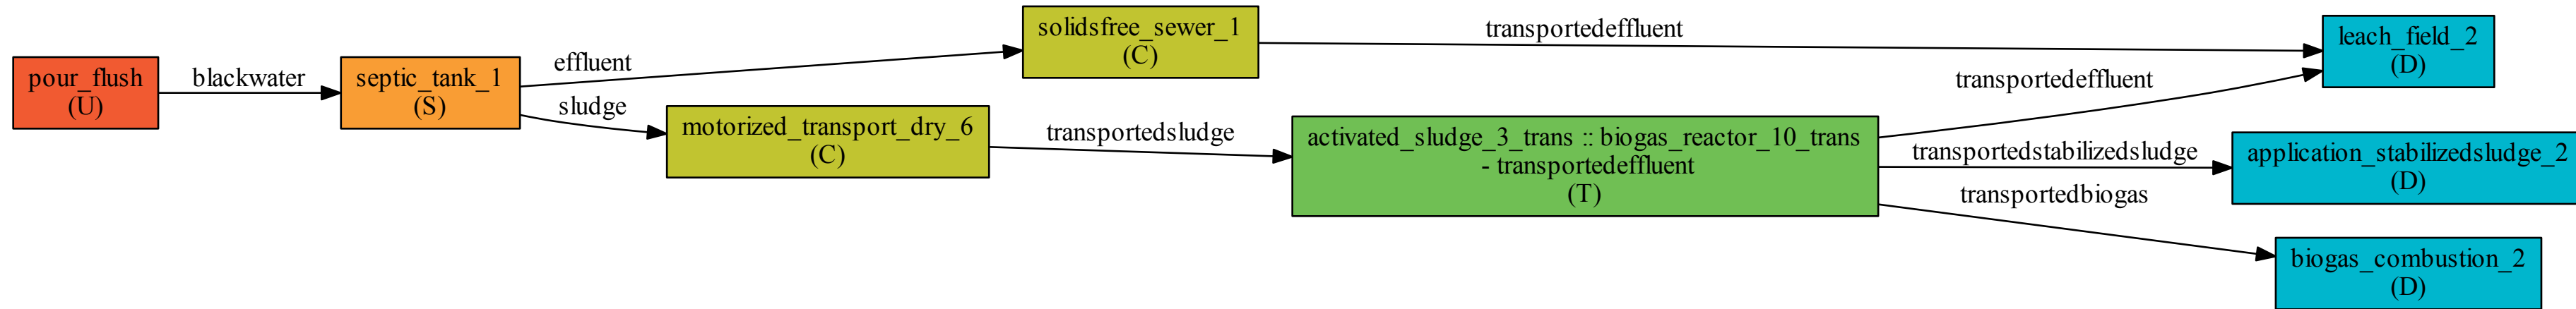 pour_flush
(U)
blackwater
septic_tank_1
(S)
effluent
sludge
solidsfree_sewer_1
(C)
motorized_transport_dry_6
(C)
transportedeffluent
transportedsludge
activated_sludge_3_trans :: biogas_reactor_10_trans
- transportedeffluent
(T)
transportedeffluent
transportedstabilizedsludge
transportedbiogas
leach_field_2
(D)
application_stabilizedsludge_2
(D)
biogas_combustion_2
(D)